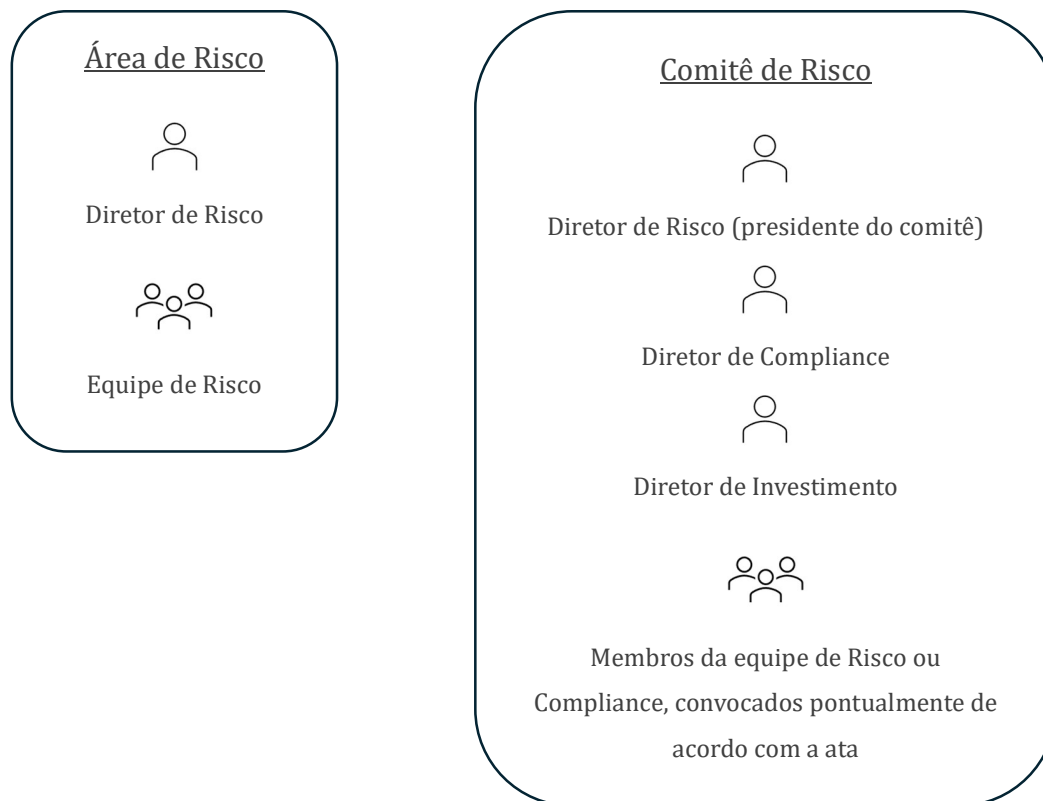 Área de Risco
Diretor de Risco
Equipe de Risco
Comitê de Risco
Diretor de Risco (presidente do comitê)
Diretor de Compliance
Diretor de Investimento
Membros da equipe de Risco ou
Compliance, convocados pontualmente de
acordo com a ata